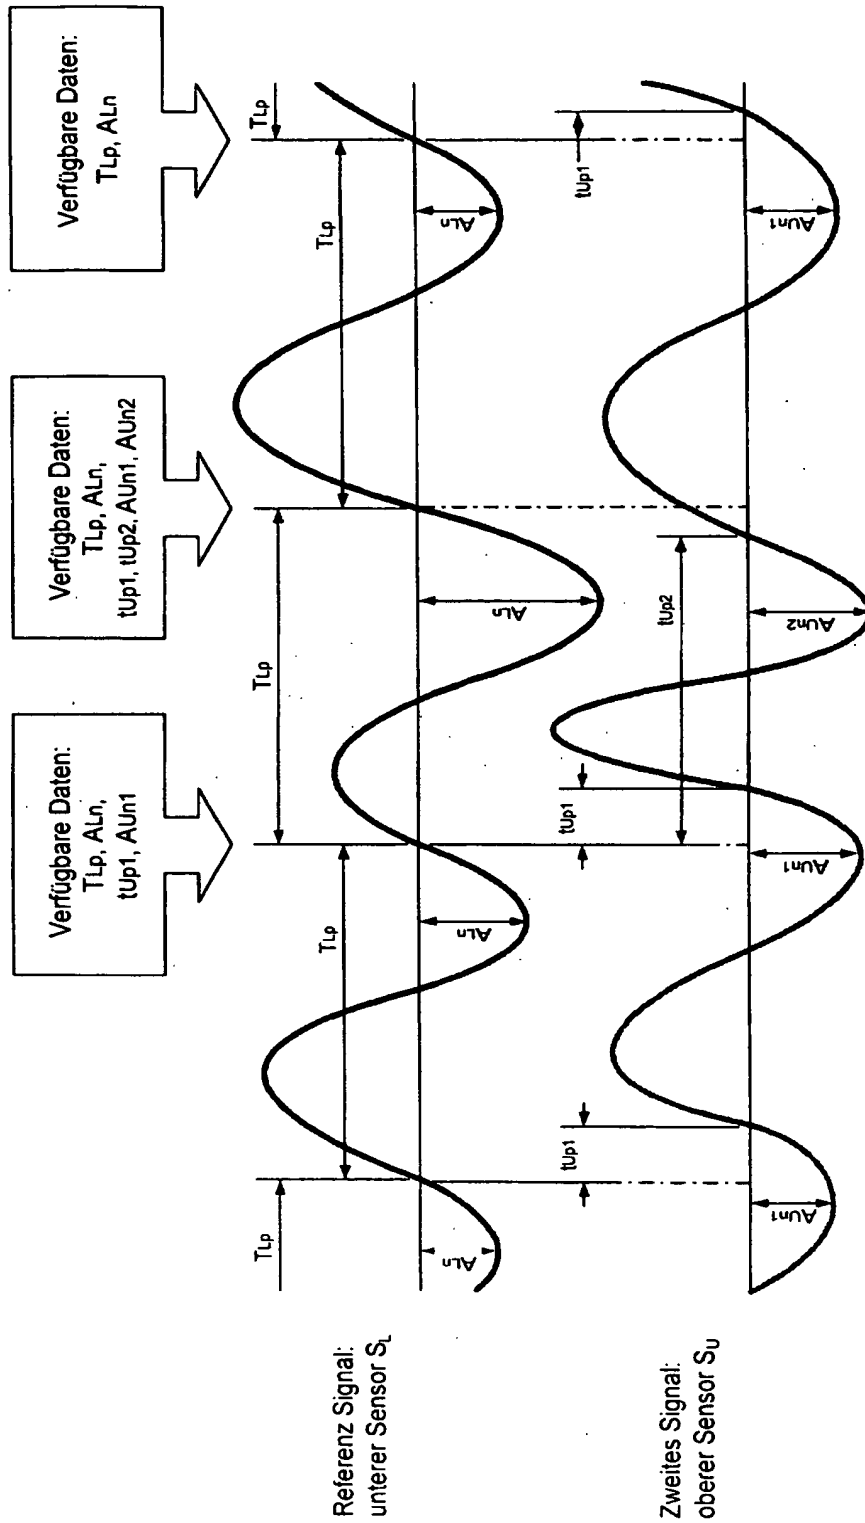 Verfügbare Daten:
TLp, ALn,
tUp1, AUn1
Verfügbare Daten:
TLp, ALn,
tUp1, tUp2, AUn1, AUn2
Verfügbare Daten:
TLp, ALn
Referenz Signal:
unterer Sensor SL
TLp
TLp
TLp
TLp
TLp
ALn
ALn
ALn
ALn
Zweites Signal:
oberer Sensor SU
tUp1
tUp1
tUp2
tUp1
AUn1
AUn1
AUn2
AUn1